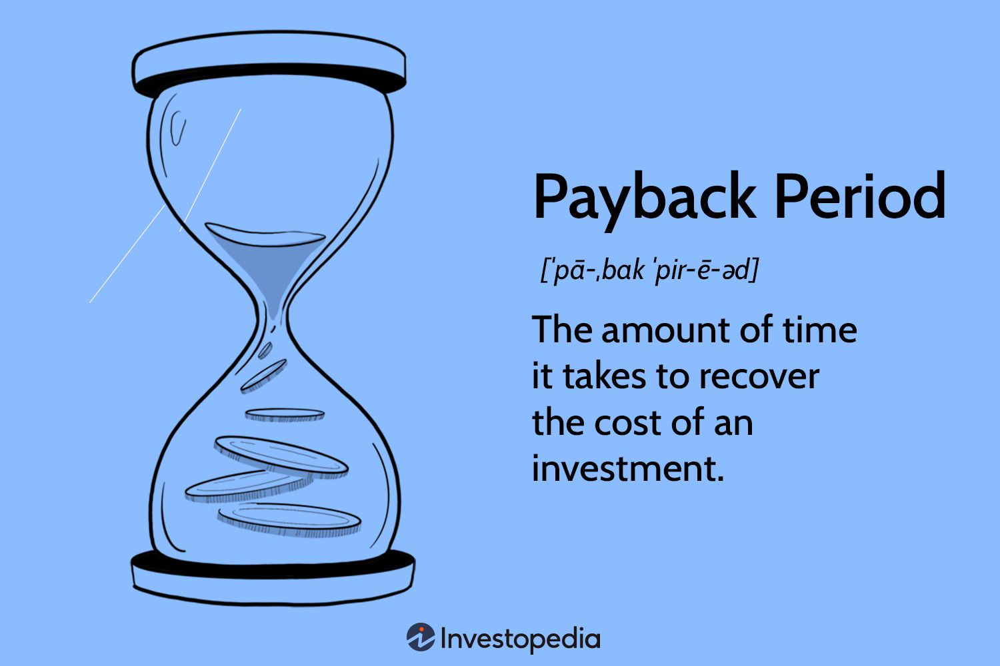 Payback Period
[ˈpā-ˌbak ˈpir-ē-əd]
The amount of time
it takes to recover
the cost of an
investment.
Investopedia